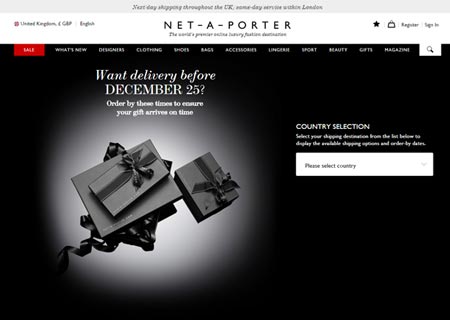 Next-day shipping throughout the UK, same-day service within London
United Kingdom, £ GBP | English
NET-A-PORTER
Register | Sign In
The world's premier online luxury fashion destination
SALE WHAT'S NEW DESIGNERS CLOTHING SHOES BAGS ACCESSORIES LINGERIE SPORT BEAUTY GIFTS MAGAZINE
Want delivery before
DECEMBER 25?
Order by these times to ensure
your gift arrives on time
COUNTRY SELECTION
Select your shipping destination from the list below to
display the available shipping options and order-by dates.
Please select country